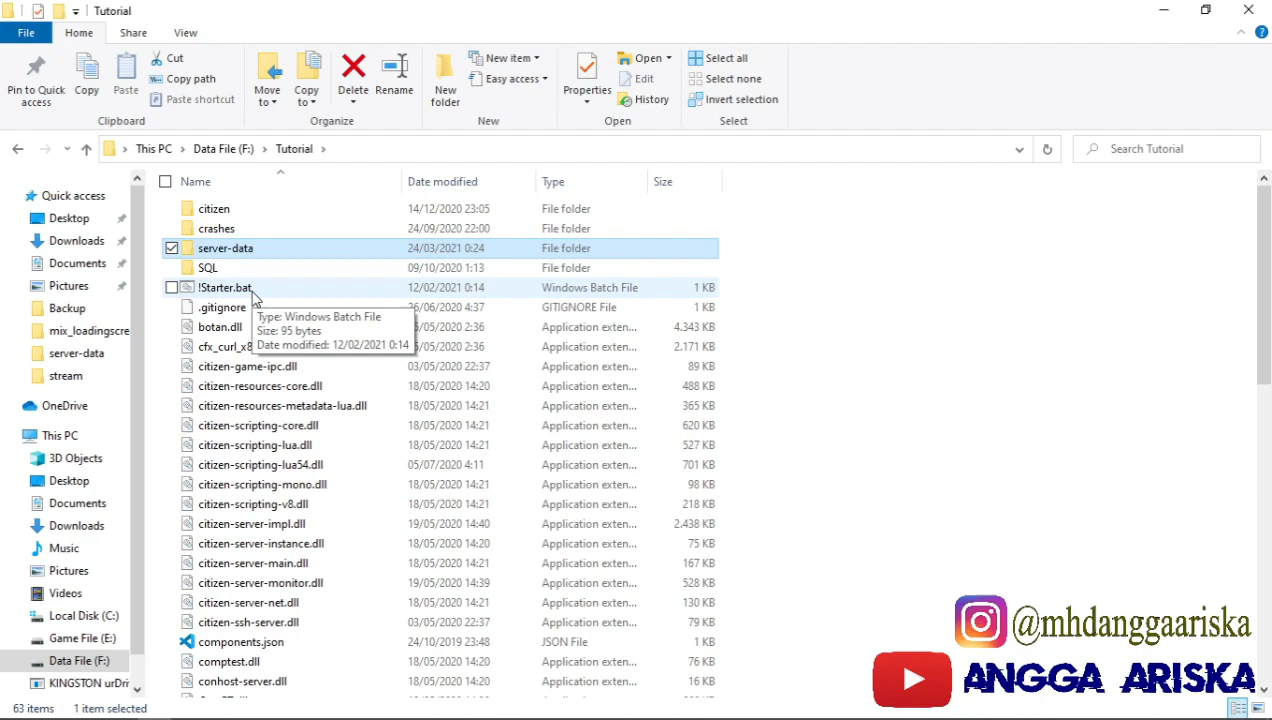 Tutorial
File Home Share View
Pin to Quick access
Copy
Paste
Cut
Copy path
Paste shortcut
Clipboard
Move to
Copy to
Delete
Rename
Organize
New folder
New item
Easy access
New
Properties
Open
Edit
History
Open
Select all
Select none
Invert selection
Select
This PC Data File (F:) Tutorial
Search Tutorial
Quick access
Desktop
Downloads
Documents
Pictures
Backup
mix_loadingscre
server-data
stream
OneDrive
This PC
3D Objects
Desktop
Documents
Downloads
Music
Pictures
Videos
Local Disk (C:)
Game File (E:)
Data File (F:)
KINGSTON urDri
Name Date modified Type Size
citizen 14/12/2020 23:05 File folder
crashes 24/09/2020 22:00 File folder
server-data 24/03/2021 0:24 File folder
SQL 09/10/2020 1:13 File folder
!Starter.bat 12/02/2021 0:14 Windows Batch File 1 KB
.gitignore 26/06/2020 4:37 GITIGNORE File 1 KB
botan.dll 5/05/2020 2:36 Application exten... 4.343 KB
cfx_curl_x8 5/05/2020 2:36 Application exten... 2.171 KB
Type: Windows Batch File
Size: 95 bytes
Date modified: 12/02/2021 0:14
citizen-game-ipc.dll 03/05/2020 22:37 Application exten... 89 KB
citizen-resources-core.dll 18/05/2020 14:20 Application exten... 488 KB
citizen-resources-metadata-lua.dll 18/05/2020 14:21 Application exten... 365 KB
citizen-scripting-core.dll 18/05/2020 14:21 Application exten... 620 KB
citizen-scripting-lua.dll 18/05/2020 14:21 Application exten... 527 KB
citizen-scripting-lua54.dll 05/07/2020 4:11 Application exten... 701 KB
citizen-scripting-mono.dll 18/05/2020 14:21 Application exten... 98 KB
citizen-scripting-v8.dll 18/05/2020 14:21 Application exten... 218 KB
citizen-server-impl.dll 19/05/2020 14:40 Application exten... 2.438 KB
citizen-server-instance.dll 18/05/2020 14:20 Application exten... 75 KB
citizen-server-main.dll 18/05/2020 14:21 Application exten... 167 KB
citizen-server-monitor.dll 19/05/2020 14:39 Application exten... 528 KB
citizen-server-net.dll 18/05/2020 14:21 Application exten... 130 KB
citizen-ssh-server.dll 03/05/2020 22:37 Application exten... 79 KB
components.json 24/10/2019 23:48 JSON File 1 KB
comptest.dll 18/05/2020 14:20 Application exten... 76 KB
conhost-server.dll 18/05/2020 14:20 Application exten... 16 KB
@mhdanggaariska
ANGGA ARISKA
63 items 1 item selected